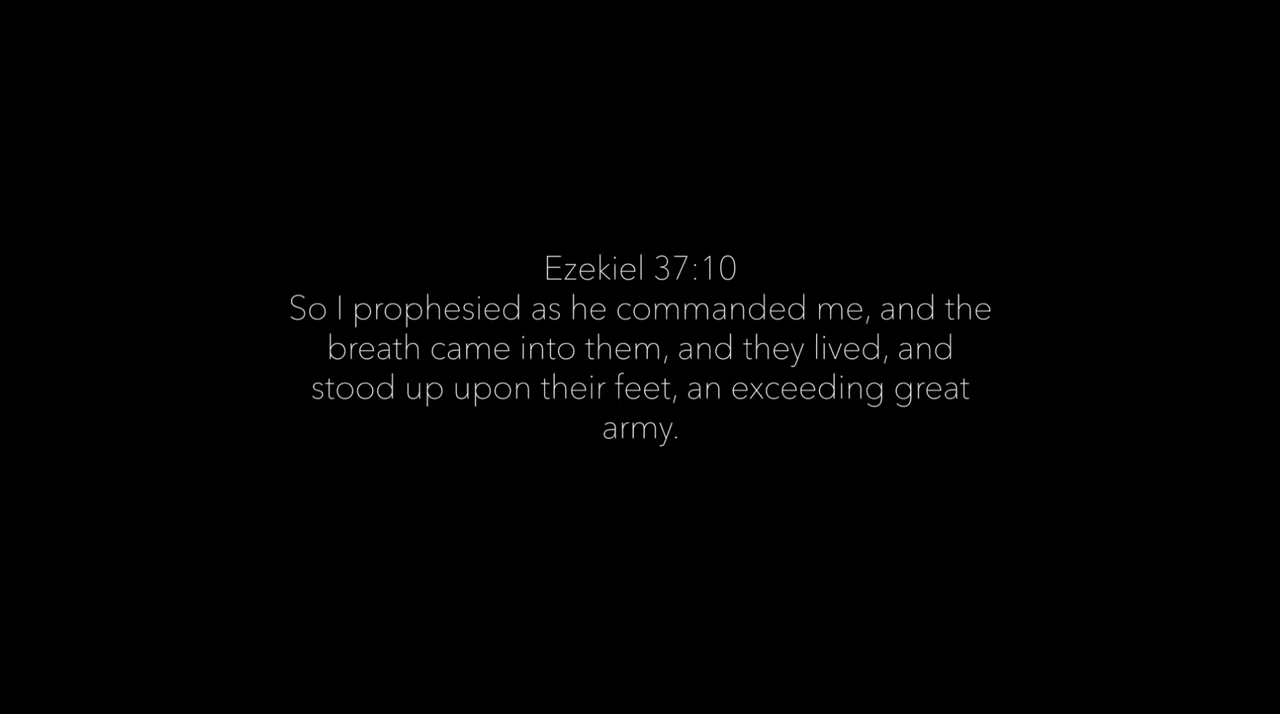 Ezekiel 37:10
So I prophesied as he commanded me, and the
breath came into them, and they lived, and
stood up upon their feet, an exceeding great
army.